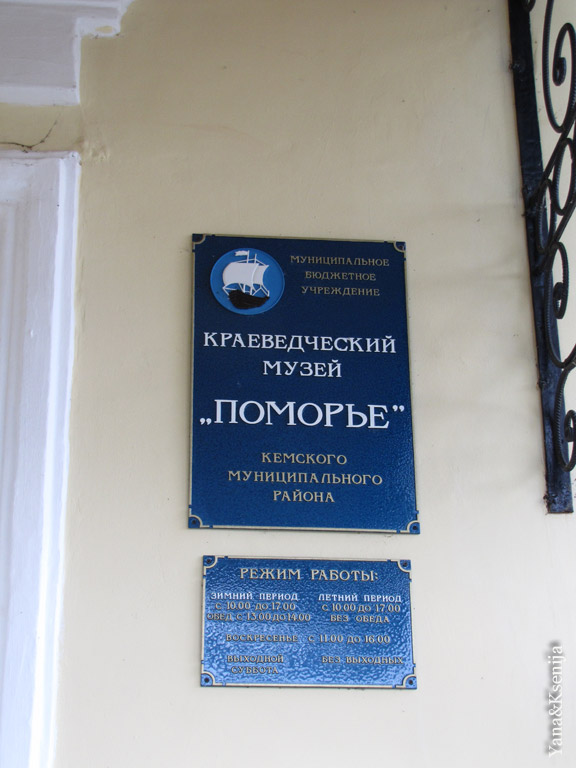 МУНИЦИПАЛЬНОЕ
БЮДЖЕТНОЕ
УЧРЕЖДЕНИЕ
КРАЕВЕДЧЕСКИЙ
МУЗЕЙ
„ПОМОРЬЕ”
КЕМСКОГО
МУНИЦИПАЛЬНОГО
РАЙОНА
РЕЖИМ РАБОТЫ:
ЗИМНИЙ ПЕРИОД
С 10:00 ДО 17:00
ОБЕД С 13:00 ДО 14:00
ЛЕТНИЙ ПЕРИОД
С 10:00 ДО 17:00
БЕЗ ОБЕДА
ВОСКРЕСЕНЬЕ С 11:00 ДО 16:00
ВЫХОДНОЙ
СУББОТА
БЕЗ ВЫХОДНЫХ
Yana&Ksenija